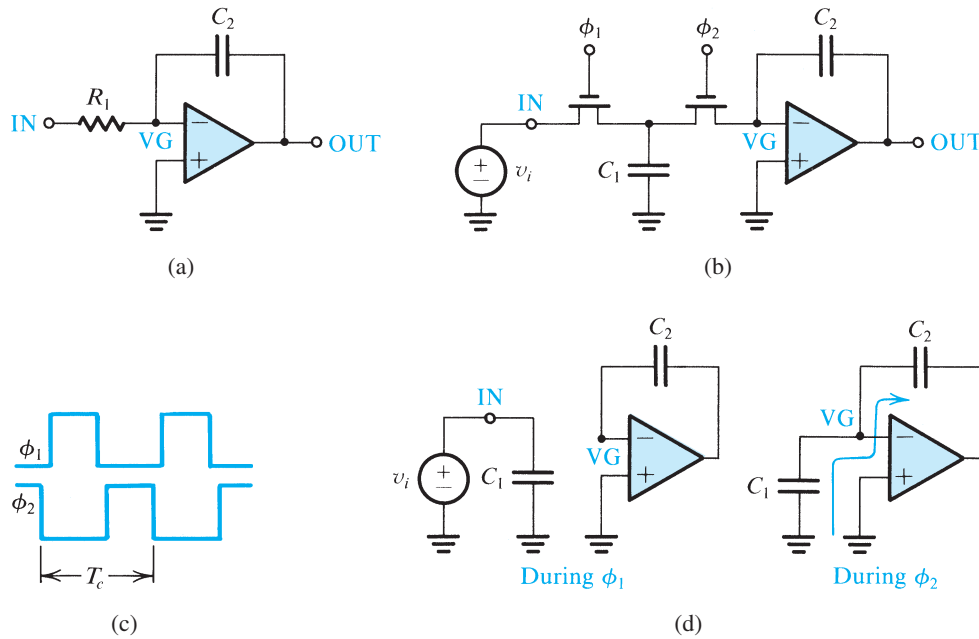 C₂
R₁
IN
VG
−
+
OUT
(a)
ϕ₁
ϕ₂
C₂
IN
VG
−
+
OUT
+
−
vᵢ
C₁
(b)
ϕ₁
ϕ₂
T_c
(c)
C₂
IN
VG
−
+
vᵢ
+
−
C₁
During ϕ₁
C₂
VG
−
+
C₁
During ϕ₂
(d)